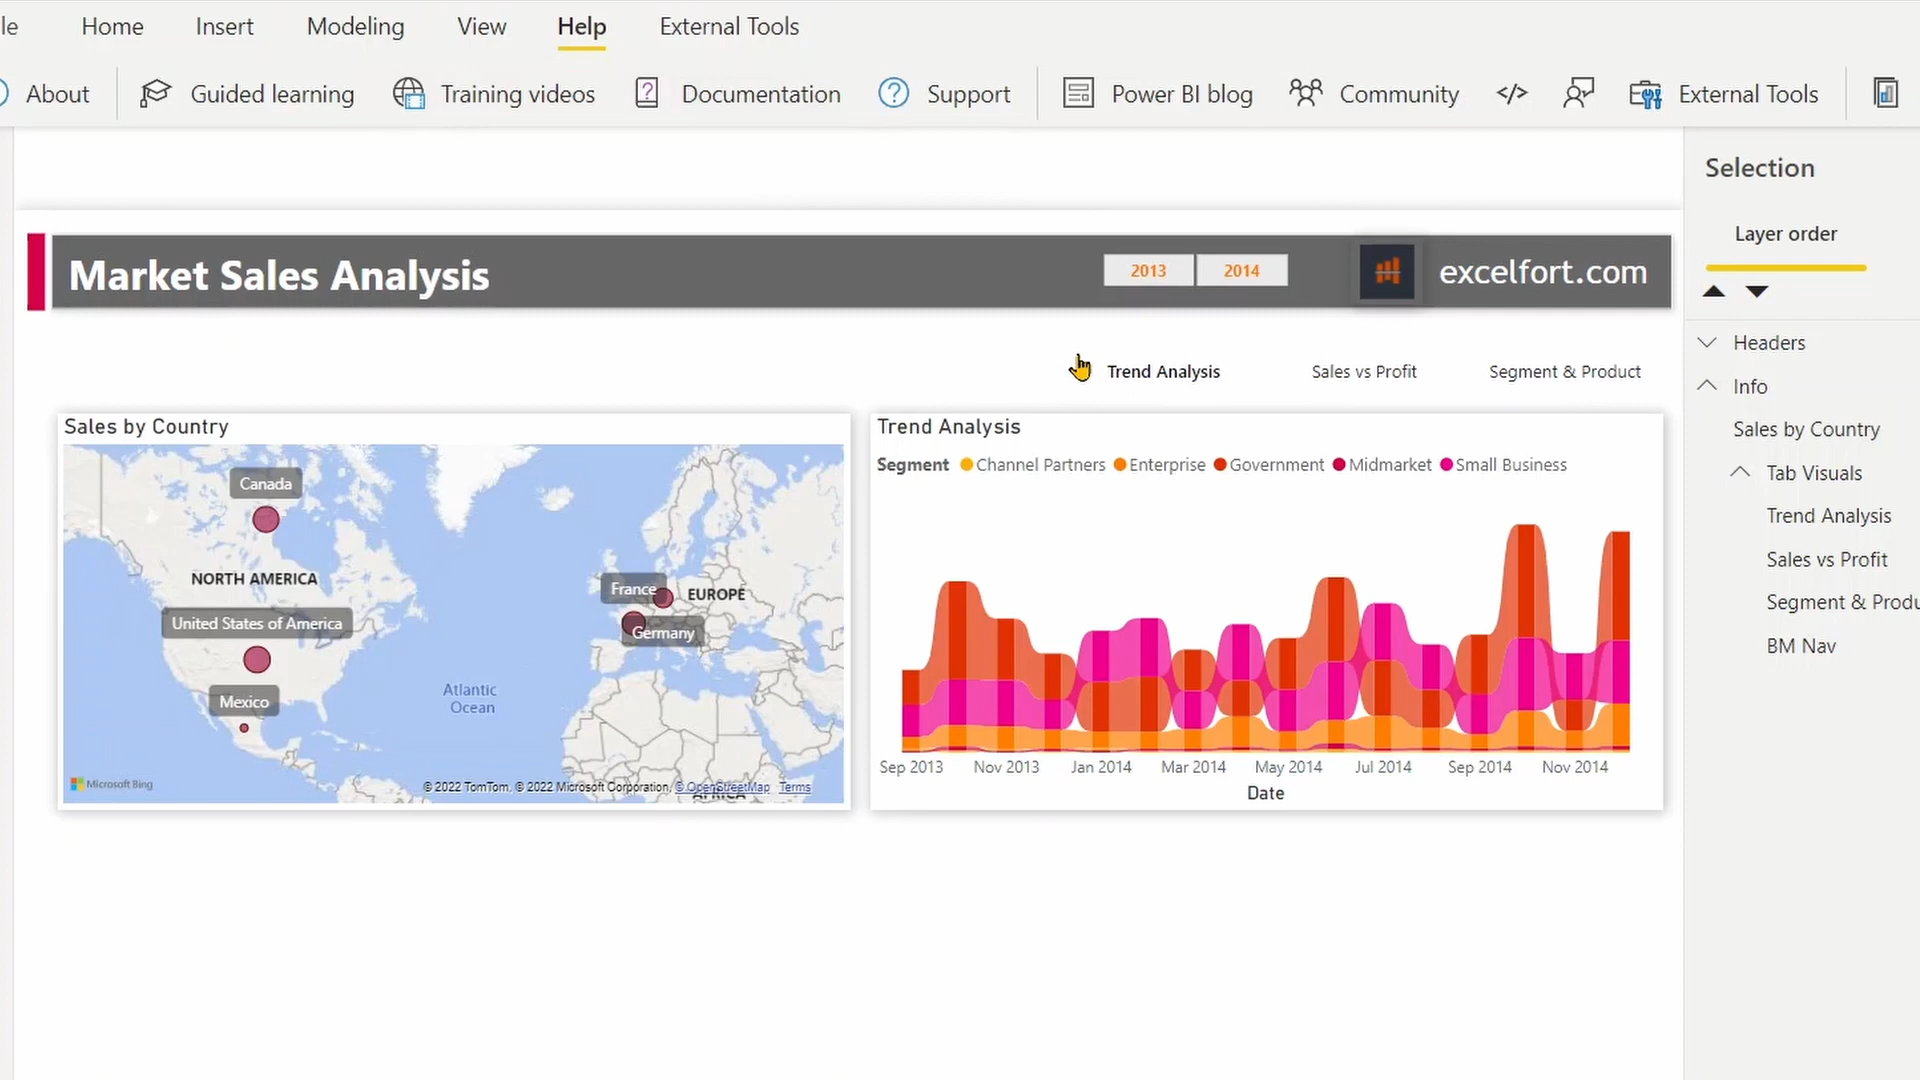 le Home Insert Modeling View Help External Tools
About Guided learning Training videos Documentation Support Power BI blog Community </> External Tools
Selection
Layer order
Market Sales Analysis 2013 2014 excelfort.com
Trend Analysis Sales vs Profit Segment & Product
Sales by Country
Canada
NORTH AMERICA
United States of America
Mexico
France
EUROPE
Germany
Atlantic
Ocean
AFRICA
Microsoft Bing
© 2022 TomTom, © 2022 Microsoft Corporation, © OpenStreetMap Terms
Trend Analysis
Segment Channel Partners Enterprise Government Midmarket Small Business
Sep 2013 Nov 2013 Jan 2014 Mar 2014 May 2014 Jul 2014 Sep 2014 Nov 2014
Date
Headers
Info
Sales by Country
Tab Visuals
Trend Analysis
Sales vs Profit
Segment & Produ
BM Nav